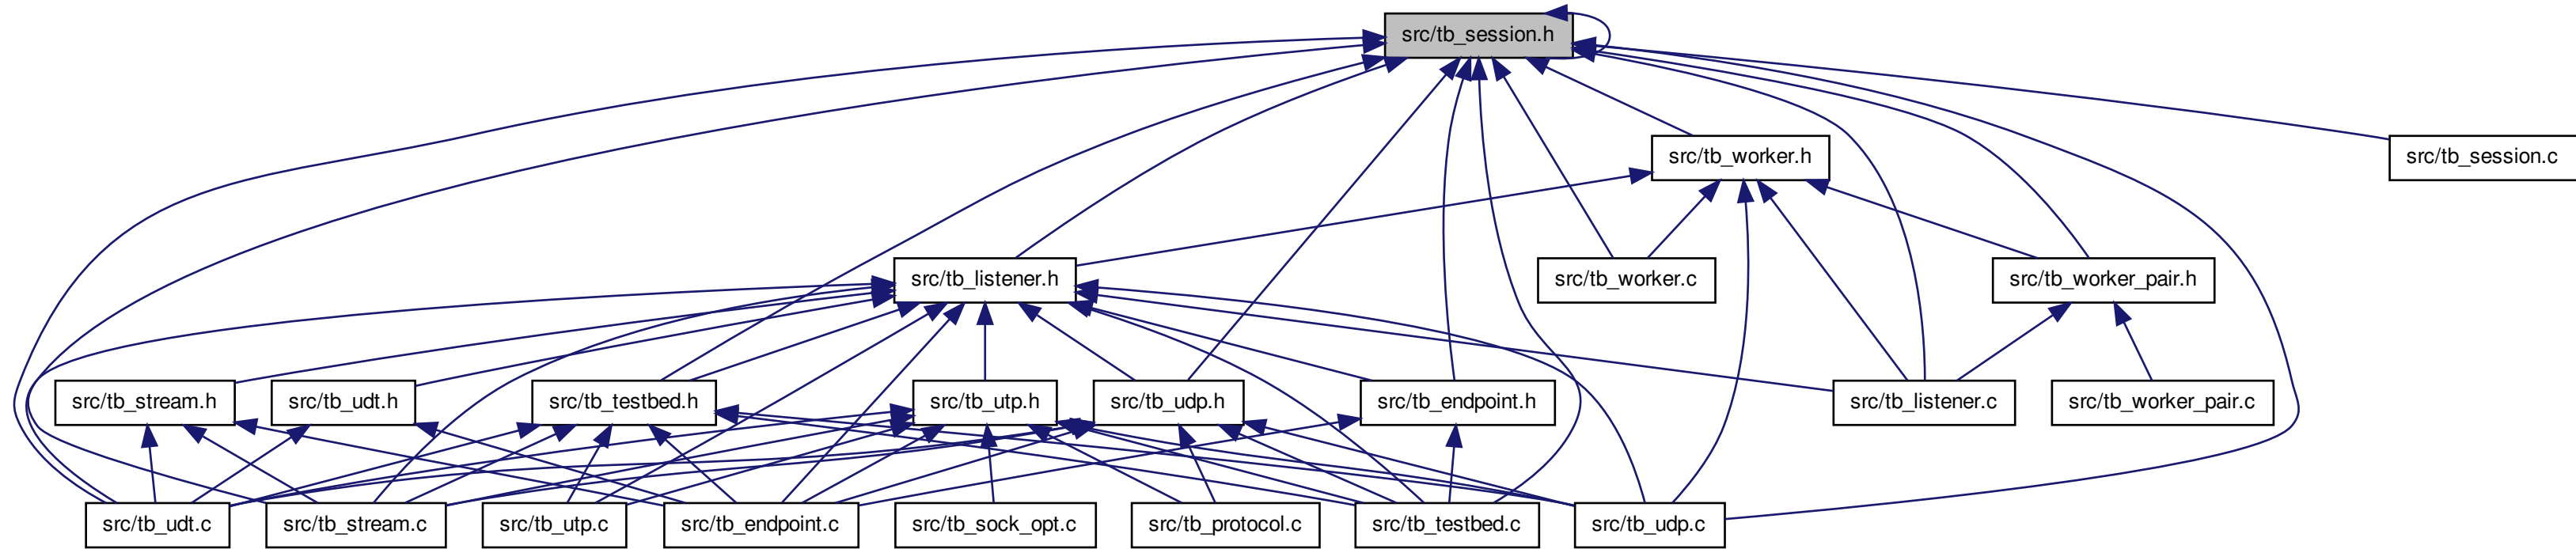 src/tb_session.h
src/tb_worker.h
src/tb_session.c
src/tb_listener.h
src/tb_worker.c
src/tb_worker_pair.h
src/tb_stream.h
src/tb_udt.h
src/tb_testbed.h
src/tb_utp.h
src/tb_udp.h
src/tb_endpoint.h
src/tb_listener.c
src/tb_worker_pair.c
src/tb_udt.c
src/tb_stream.c
src/tb_utp.c
src/tb_endpoint.c
src/tb_sock_opt.c
src/tb_protocol.c
src/tb_testbed.c
src/tb_udp.c